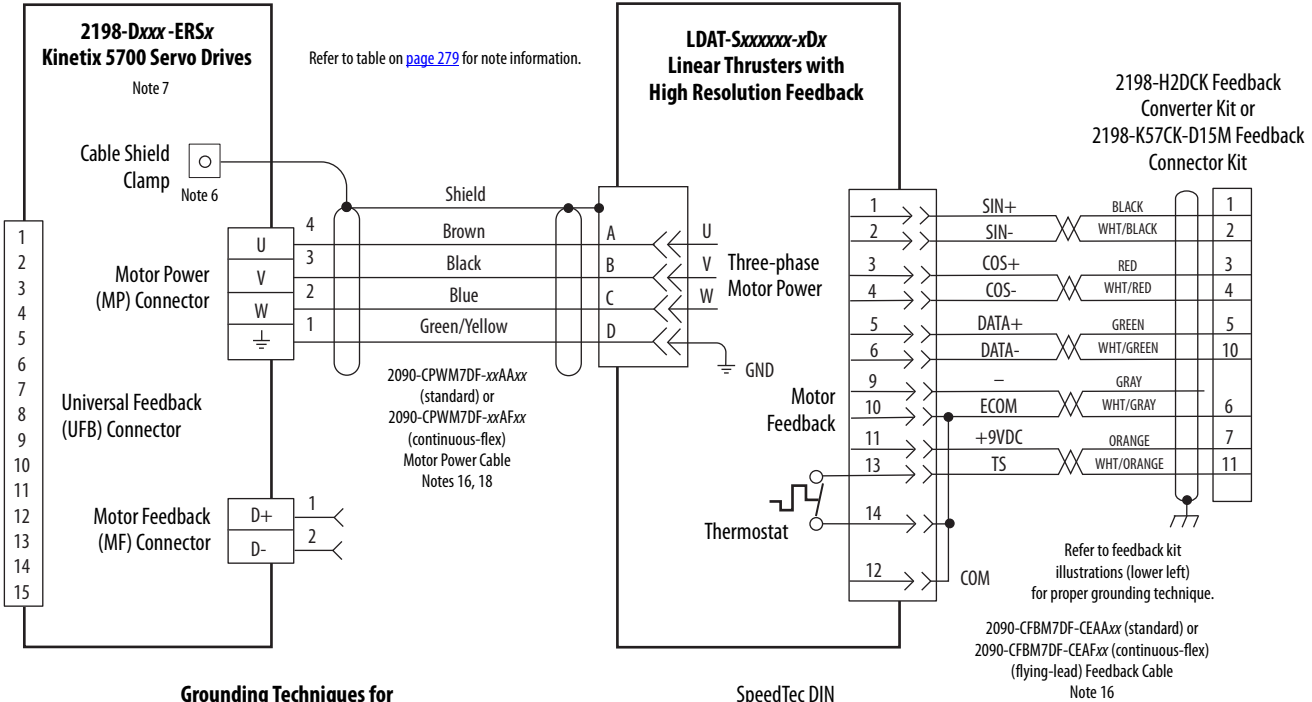 2198-Dxxx -ERSx
Kinetix 5700 Servo Drives
Note 7
Refer to table on page 279 for note information.
LDAT-Sxxxxxx-xDx
Linear Thrusters with
High Resolution Feedback
2198-H2DCK Feedback
Converter Kit or
2198-K57CK-D15M Feedback
Connector Kit
Cable Shield
Clamp
Note 6
Shield
1
2
3
4
5
6
7
8
9
10
11
12
13
14
15
Motor Power
(MP) Connector
U
V
W
4
3
2
1
Brown
Black
Blue
Green/Yellow
A
B
C
D
U
V
W
Three-phase
Motor Power
GND
2090-CPWM7DF-xxAAxx
(standard) or
2090-CPWM7DF-xxAFxx
(continuous-flex)
Motor Power Cable
Notes 16, 18
Universal Feedback
(UFB) Connector
Motor Feedback
(MF) Connector
D+
D-
1
2
Motor
Feedback
Thermostat
1 SIN+ BLACK 1
2 SIN- WHT/BLACK 2
3 COS+ RED 3
4 COS- WHT/RED 4
5 DATA+ GREEN 5
6 DATA- WHT/GREEN 10
9 – GRAY
10 ECOM WHT/GRAY 6
11 +9VDC ORANGE 7
13 TS WHT/ORANGE 11
14
12 COM
Refer to feedback kit
illustrations (lower left)
for proper grounding technique.
2090-CFBM7DF-CEAAxx (standard) or
2090-CFBM7DF-CEAFxx (continuous-flex)
(flying-lead) Feedback Cable
Note 16
Grounding Techniques for
SpeedTec DIN